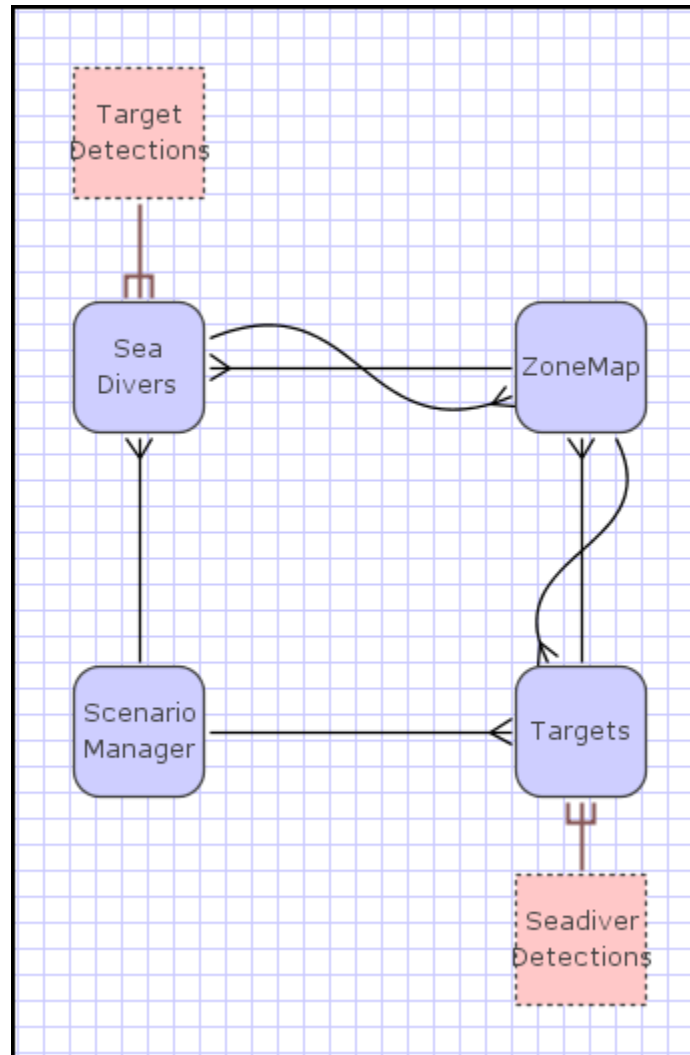 Target
Detections
Sea
Divers
ZoneMap
Scenario
Manager
Targets
Seadiver
Detections